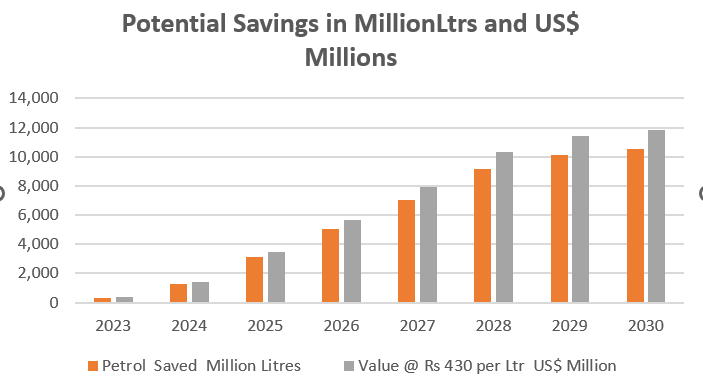 Potential Savings in MillionLtrs and US$
Millions
14,000
12,000
10,000
8,000
6,000
4,000
2,000
0
2023 2024 2025 2026 2027 2028 2029 2030
Petrol Saved Million Litres Value @ Rs 430 per Ltr US$ Million